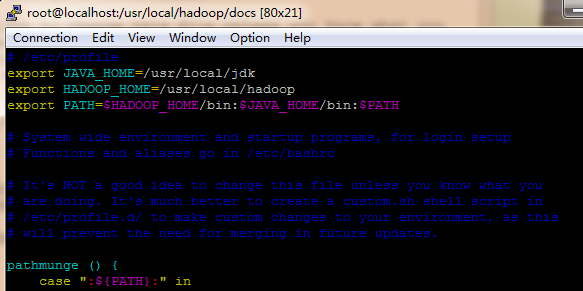 root@localhost:/usr/local/hadoop/docs [80x21]
Connection Edit View Window Option Help
# /etc/profile
export JAVA_HOME=/usr/local/jdk
export HADOOP_HOME=/usr/local/hadoop
export PATH=$HADOOP_HOME/bin:$JAVA_HOME/bin:$PATH
# System wide environment and startup programs, for login setup
# Functions and aliases go in /etc/bashrc
# It's NOT a good idea to change this file unless you know what you
# are doing. It's much better to create a custom.sh shell script in
# /etc/profile.d/ to make custom changes to your environment, as this
# will prevent the need for merging in future updates.
pathmunge () {
case ":${PATH}:" in